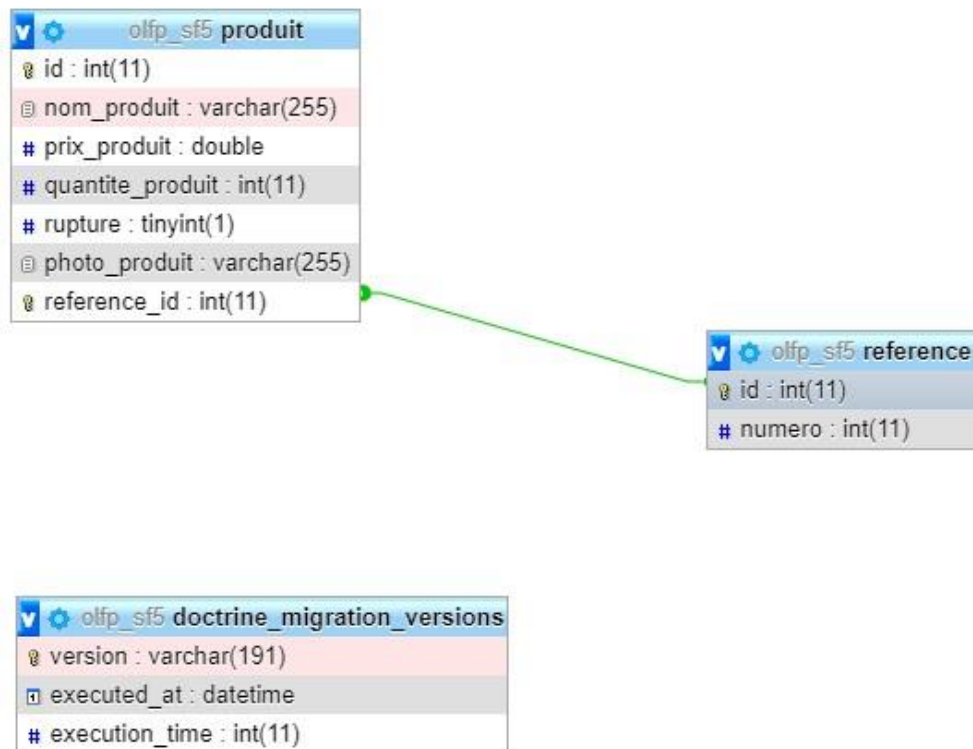 olfp_sf5 produit
id : int(11)
nom_produit : varchar(255)
prix_produit : double
quantite_produit : int(11)
rupture : tinyint(1)
photo_produit : varchar(255)
reference_id : int(11)
olfp_sf5 reference
id : int(11)
numero : int(11)
olfp_sf5 doctrine_migration_versions
version : varchar(191)
executed_at : datetime
execution_time : int(11)